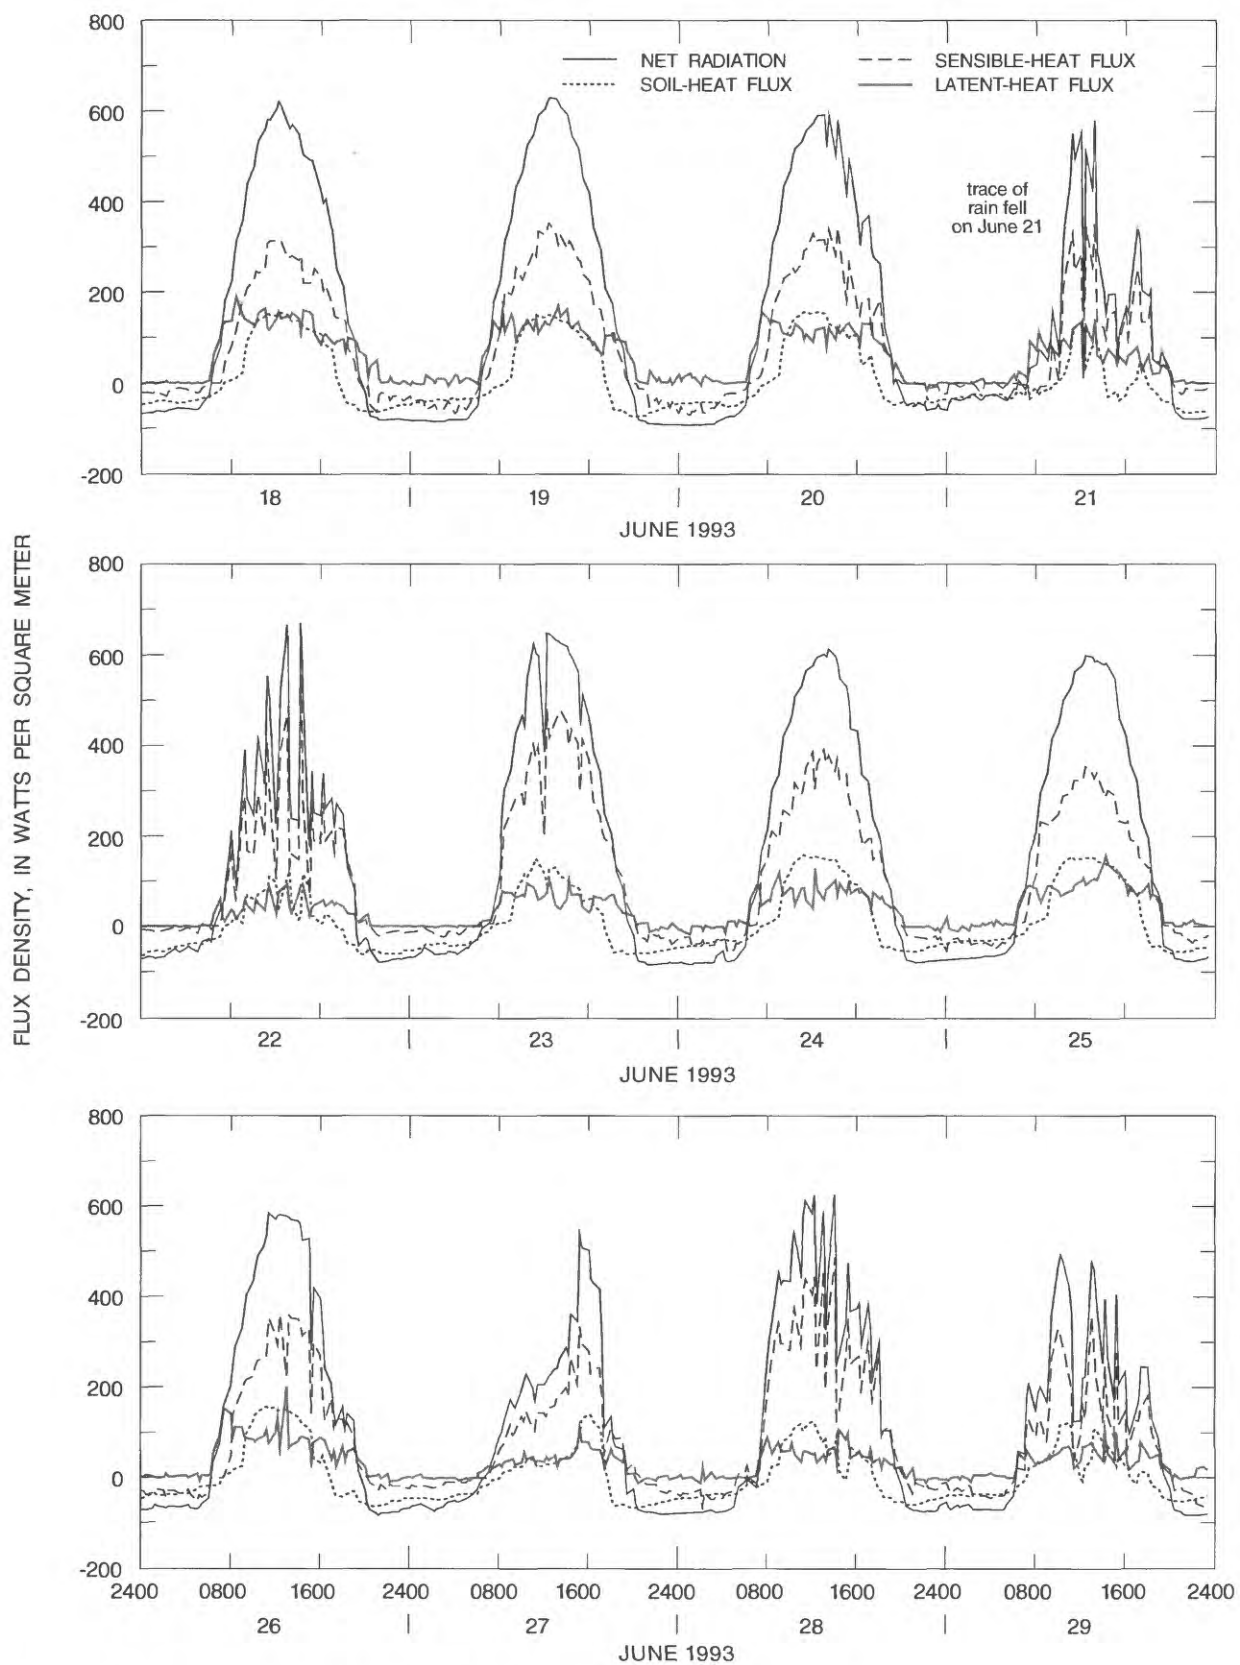 800
NET RADIATION
SENSIBLE-HEAT FLUX
SOIL-HEAT FLUX
LATENT-HEAT FLUX
600
trace of
rain fell
on June 21
400
200
0
-200
18 | 19 | 20 | 21
JUNE 1993
FLUX DENSITY, IN WATTS PER SQUARE METER
800
600
400
200
0
-200
22 | 23 | 24 | 25
JUNE 1993
800
600
400
200
0
-200
2400 0800 1600 2400 0800 1600 2400 0800 1600 2400 0800 1600 2400
26 | 27 | 28 | 29
JUNE 1993